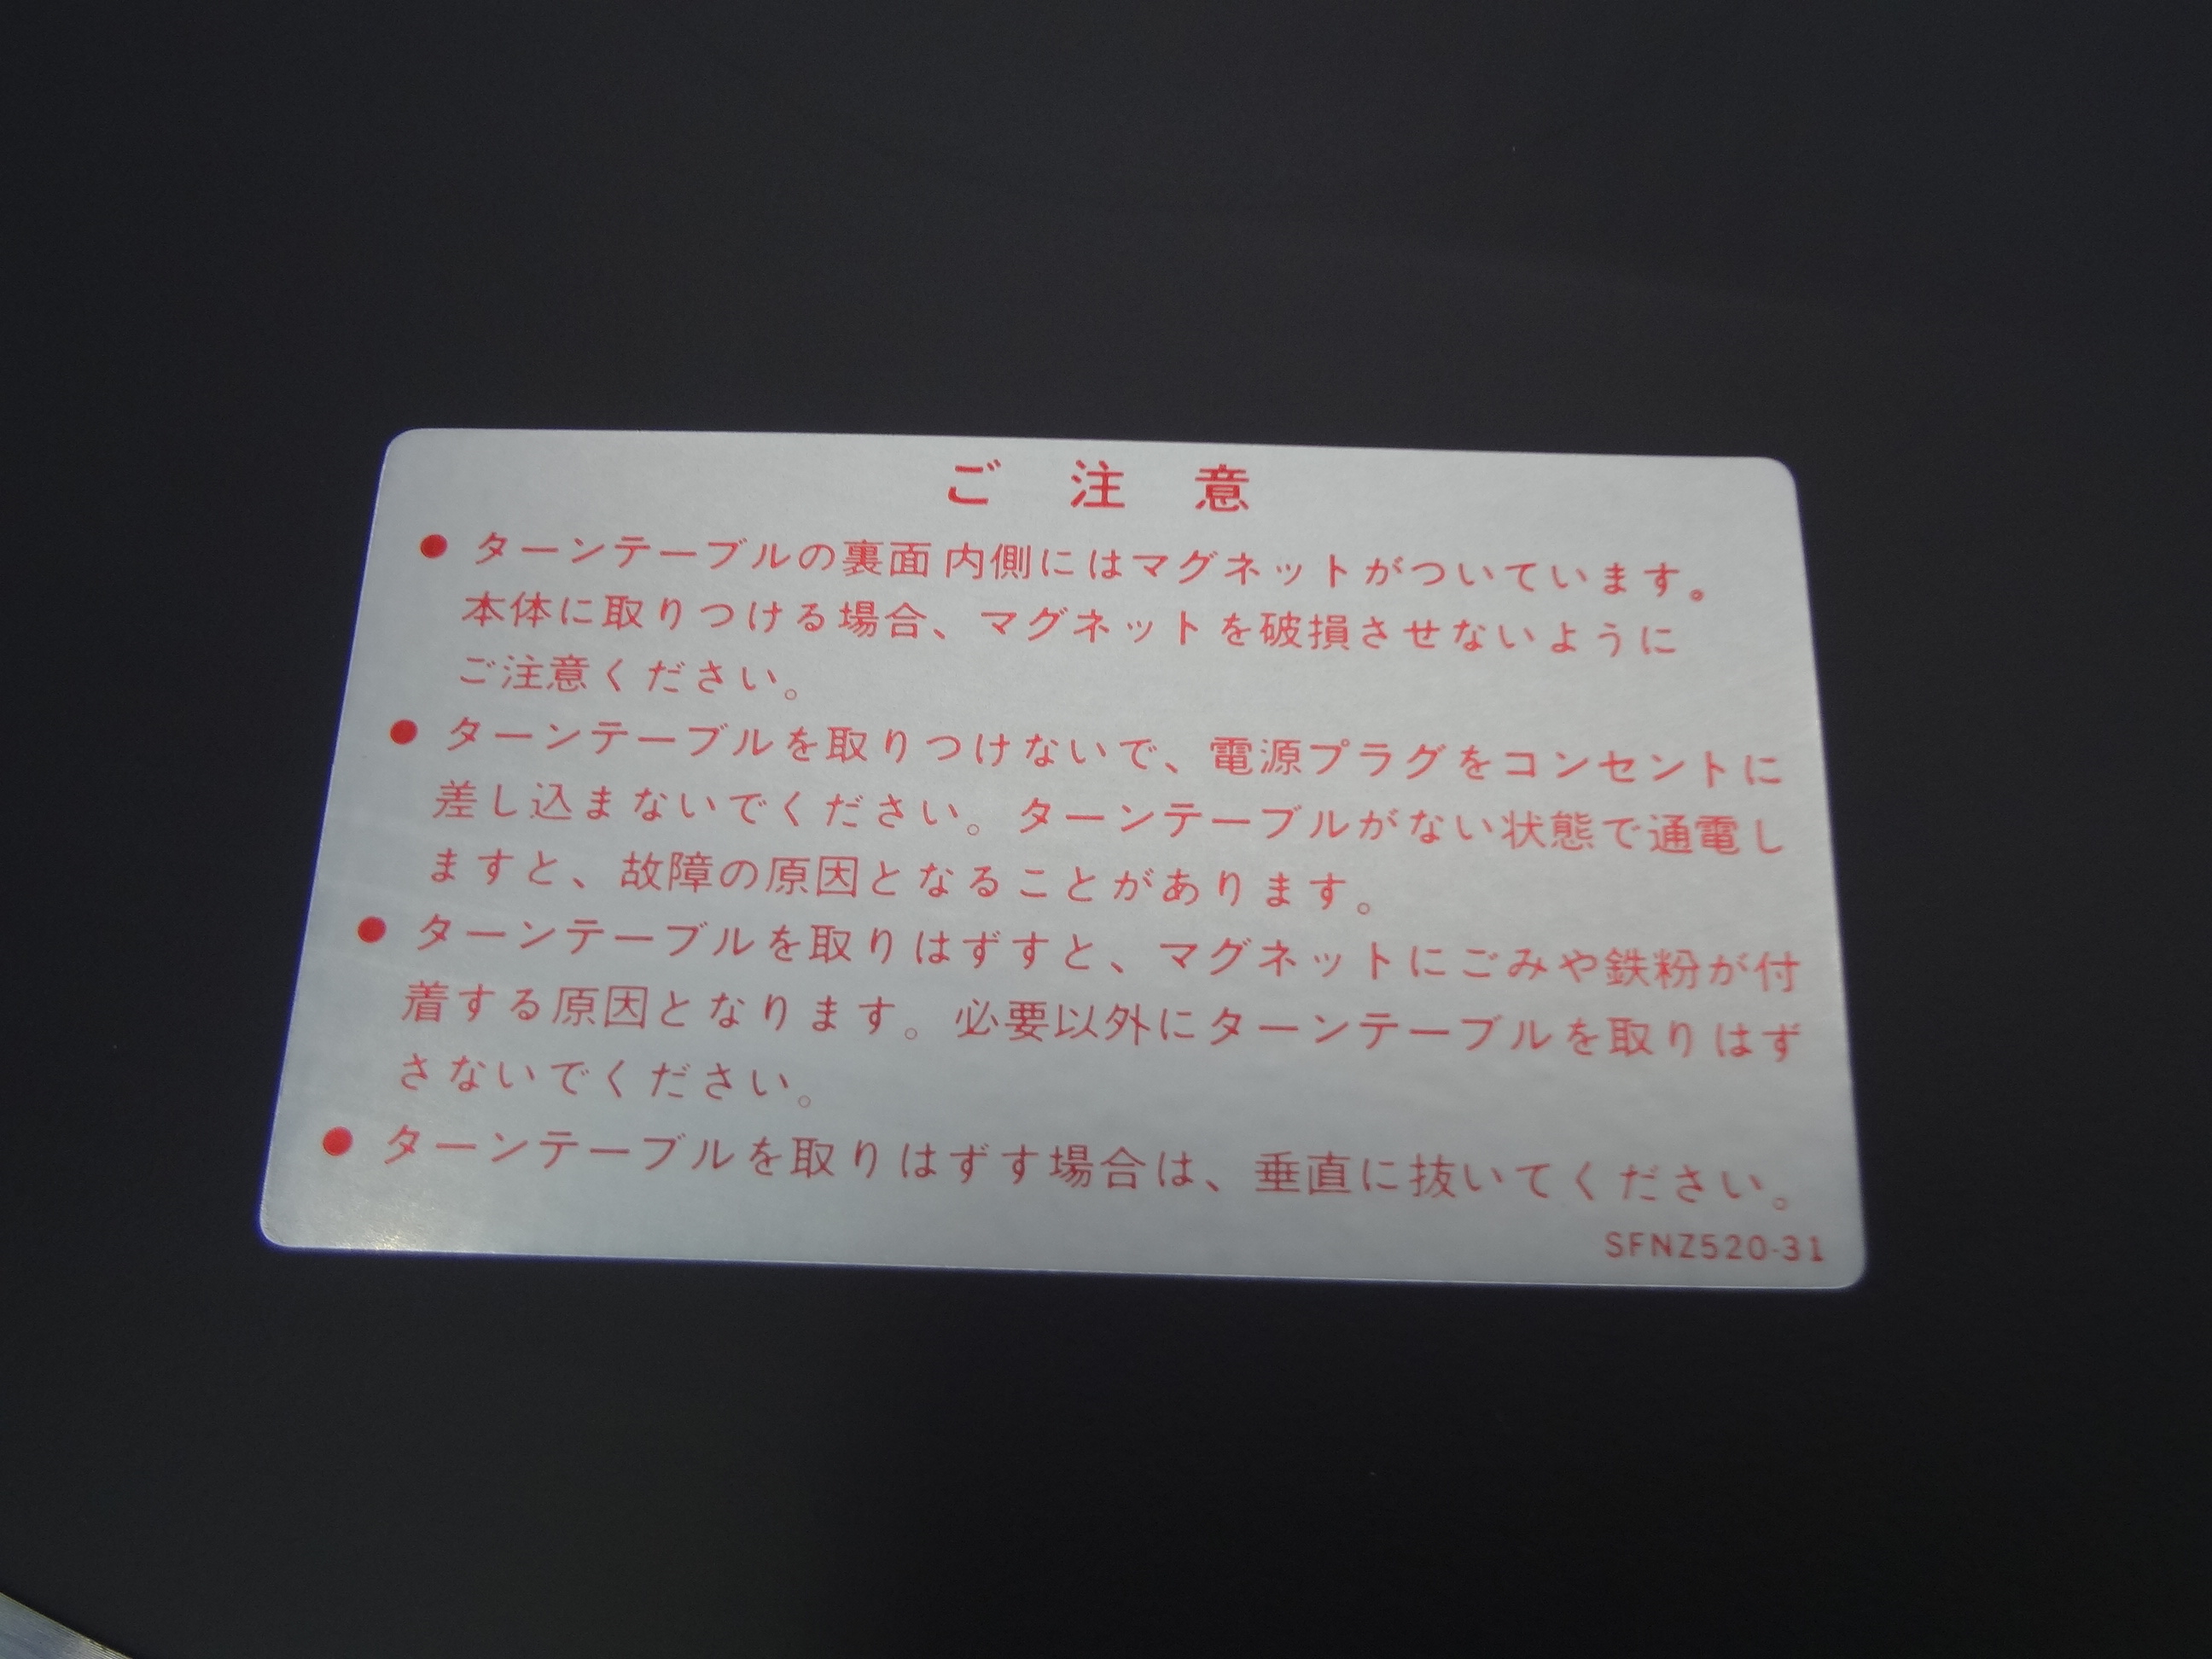 ご注意
● ターンテーブルの裏面内側にはマグネットがついています。
本体に取りつける場合、マグネットを破損させないように
ご注意ください。
● ターンテーブルを取りつけないで、電源プラグをコンセントに
差し込まないでください。ターンテーブルがない状態で通電し
ますと、故障の原因となることがあります。
● ターンテーブルを取りはずすと、マグネットにごみや鉄粉が付
着する原因となります。必要以外にターンテーブルを取りはず
さないでください。
● ターンテーブルを取りはずす場合は、垂直に抜いてください。
SFNZ520-31